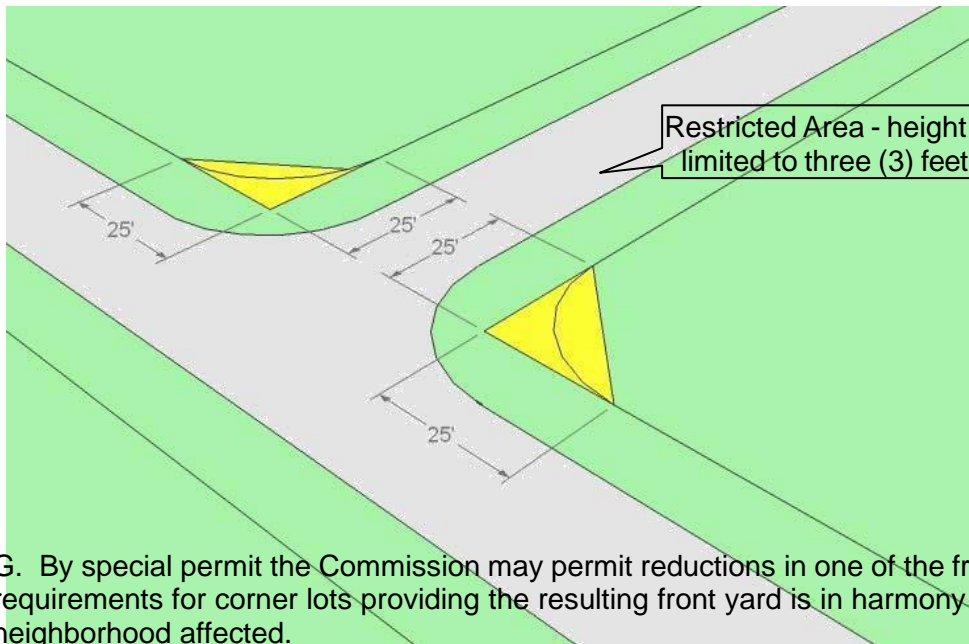 Restricted Area - height
limited to three (3) feet
25'
25'
25'
25'
G. By special permit the Commission may permit reductions in one of the
requirements for corner lots providing the resulting front yard is in harmony
neighborhood affected.